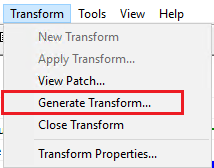 Transform Tools View Help
New Transform
Apply Transform...
View Patch...
Generate Transform...
Close Transform
Transform Properties...